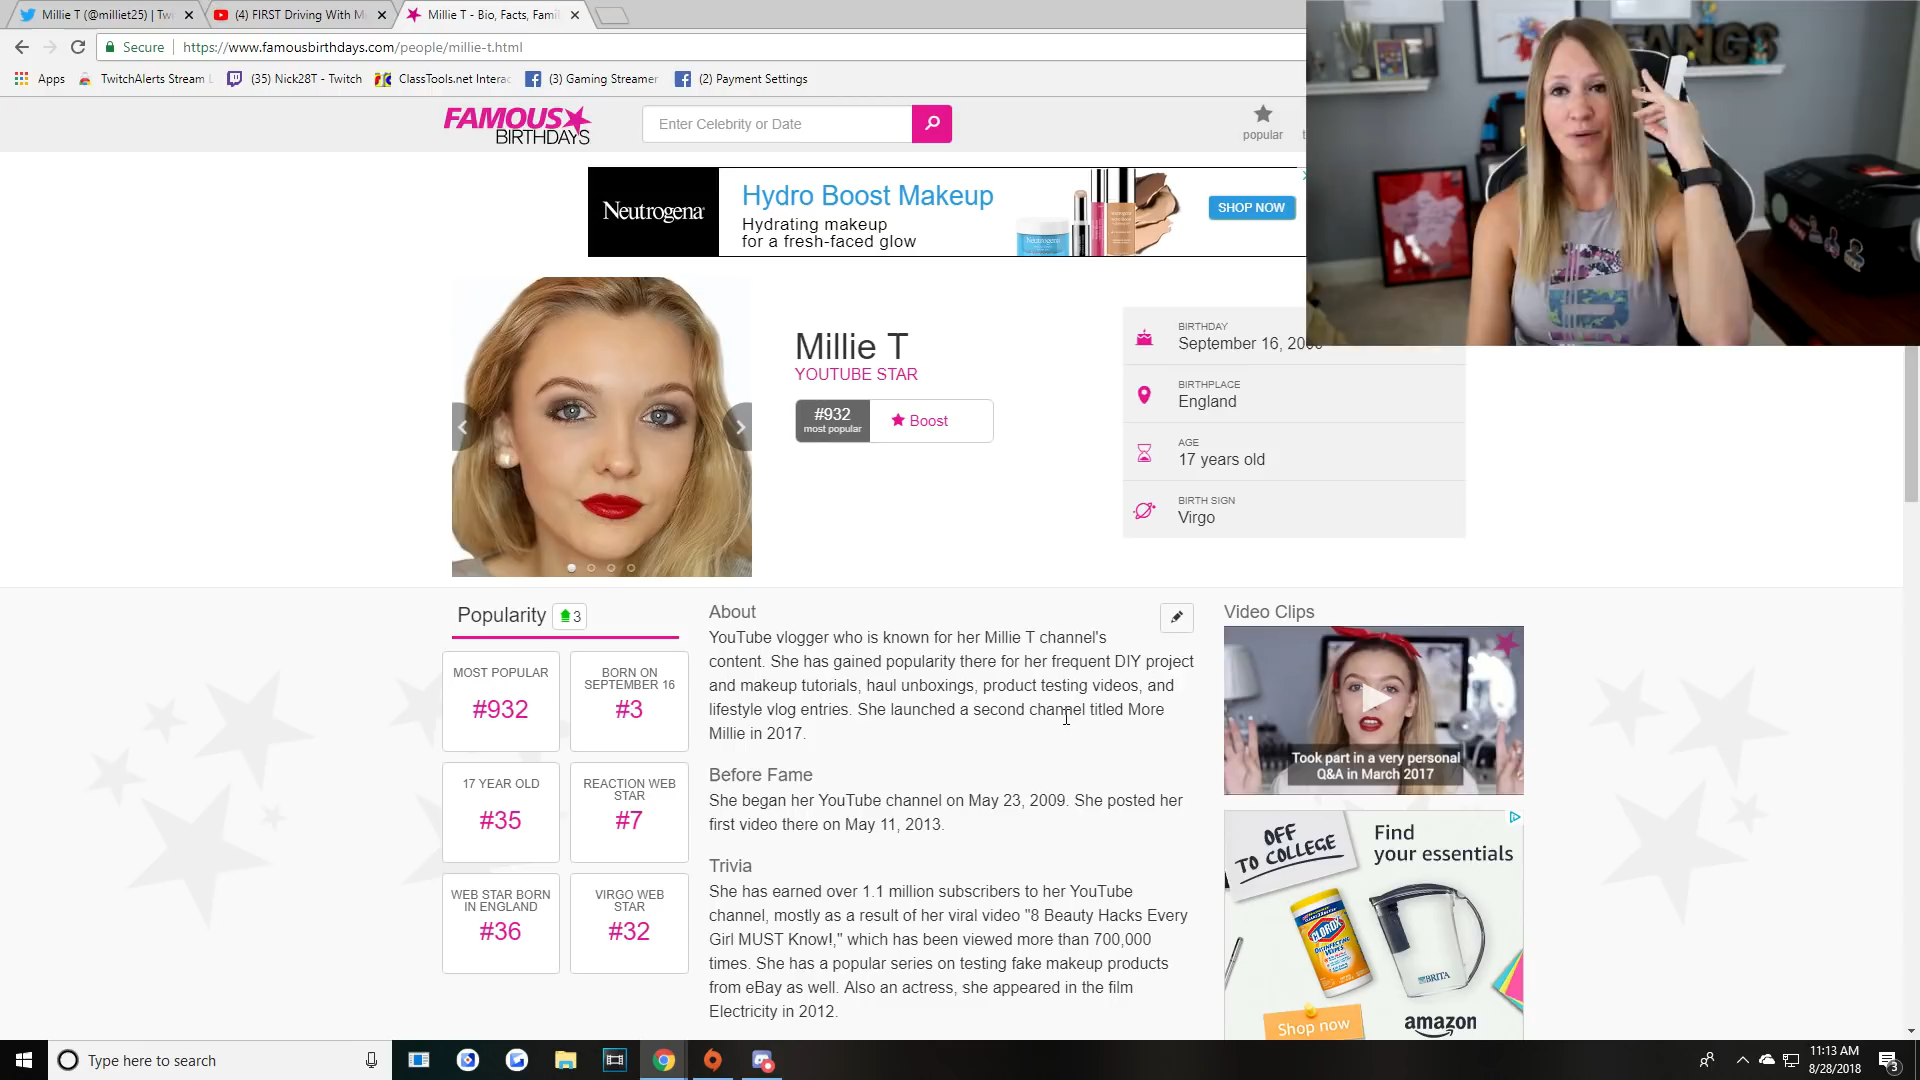 Millie T (@milliet25) | Tw
(4) FIRST Driving With M
Millie T - Bio, Facts, Fami
Secure
https://www.famousbirthdays.com/people/millie-t.html
Apps
TwitchAlerts Stream L
(35) Nick28T - Twitch
ClassTools.net Interac
(3) Gaming Streamer
(2) Payment Settings
FAMOUS
BIRTHDAYS
Enter Celebrity or Date
popular
Neutrogena
Hydro Boost Makeup
Hydrating makeup
for a fresh-faced glow
SHOP NOW
Millie T
YOUTUBE STAR
#932
most popular
Boost
BIRTHDAY
September 16, 200
BIRTHPLACE
England
AGE
17 years old
BIRTH SIGN
Virgo
Popularity
3
MOST POPULAR
#932
BORN ON
SEPTEMBER 16
#3
17 YEAR OLD
#35
REACTION WEB
STAR
#7
WEB STAR BORN
IN ENGLAND
#36
VIRGO WEB
STAR
#32
About
YouTube vlogger who is known for her Millie T channel's
content. She has gained popularity there for her frequent DIY project
and makeup tutorials, haul unboxings, product testing videos, and
lifestyle vlog entries. She launched a second channel titled More
Millie in 2017.
Before Fame
She began her YouTube channel on May 23, 2009. She posted her
first video there on May 11, 2013.
Trivia
She has earned over 1.1 million subscribers to her YouTube
channel, mostly as a result of her viral video "8 Beauty Hacks Every
Girl MUST Know!," which has been viewed more than 700,000
times. She has a popular series on testing fake makeup products
from eBay as well. Also an actress, she appeared in the film
Electricity in 2012.
Video Clips
Took part in a very personal
Q&A in March 2017
OFF
TO COLLEGE
Find
your essentials
CLOROX
BRITA
Shop now
amazon
Type here to search
11:13 AM
8/28/2018
3